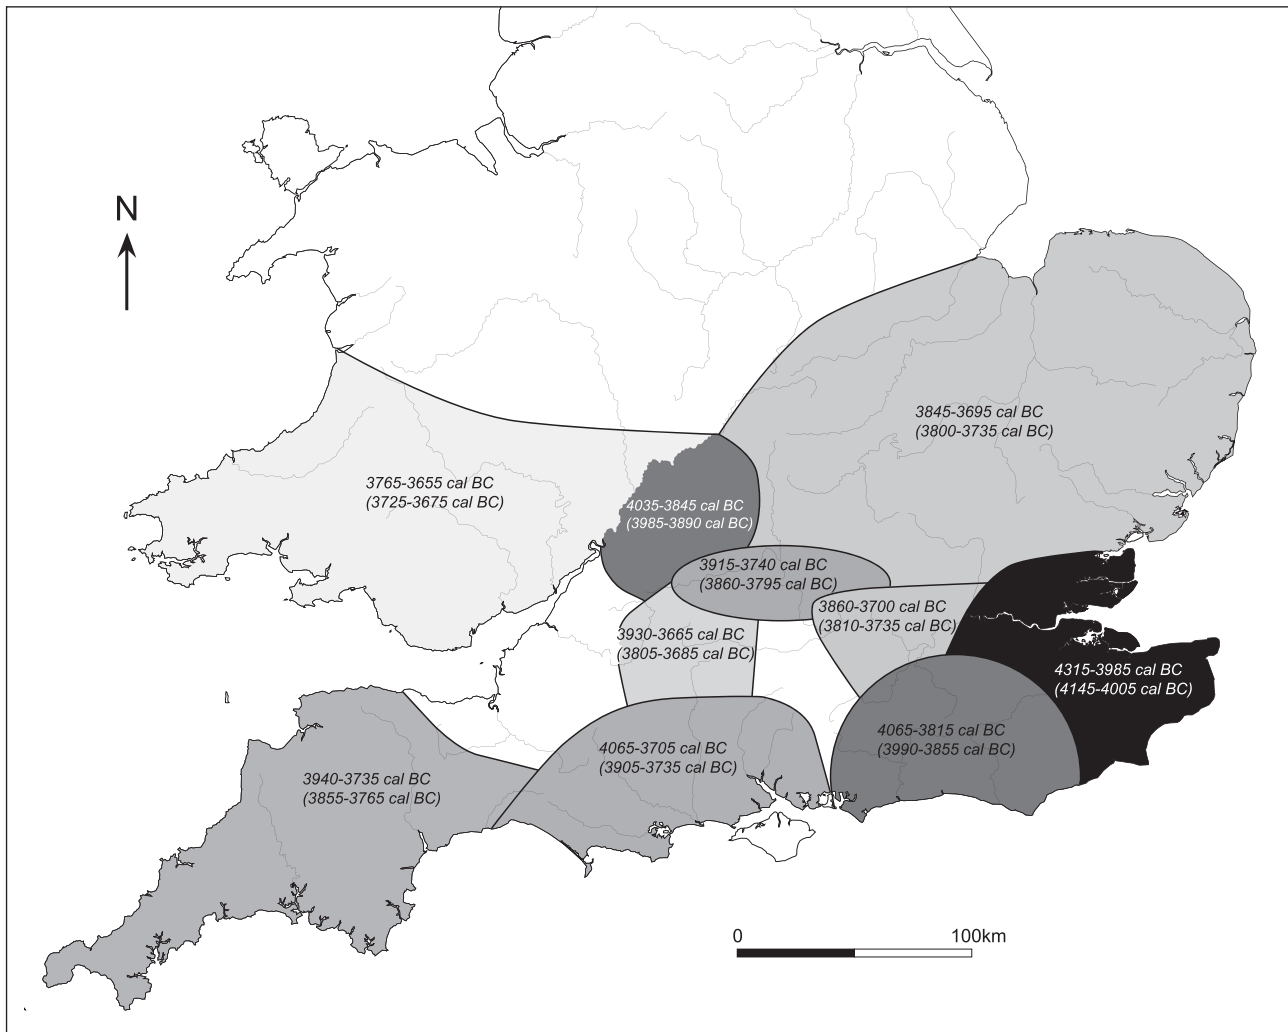 N
3845-3695 cal BC
(3800-3735 cal BC)
3765-3655 cal BC
(3725-3675 cal BC)
4035-3845 cal BC
(3985-3890 cal BC)
3915-3740 cal BC
(3860-3795 cal BC)
3860-3700 cal BC
(3810-3735 cal BC)
3930-3665 cal BC
(3805-3685 cal BC)
4315-3985 cal BC
(4145-4005 cal BC)
4065-3815 cal BC
(3990-3855 cal BC)
4065-3705 cal BC
(3905-3735 cal BC)
3940-3735 cal BC
(3855-3765 cal BC)
0 100km